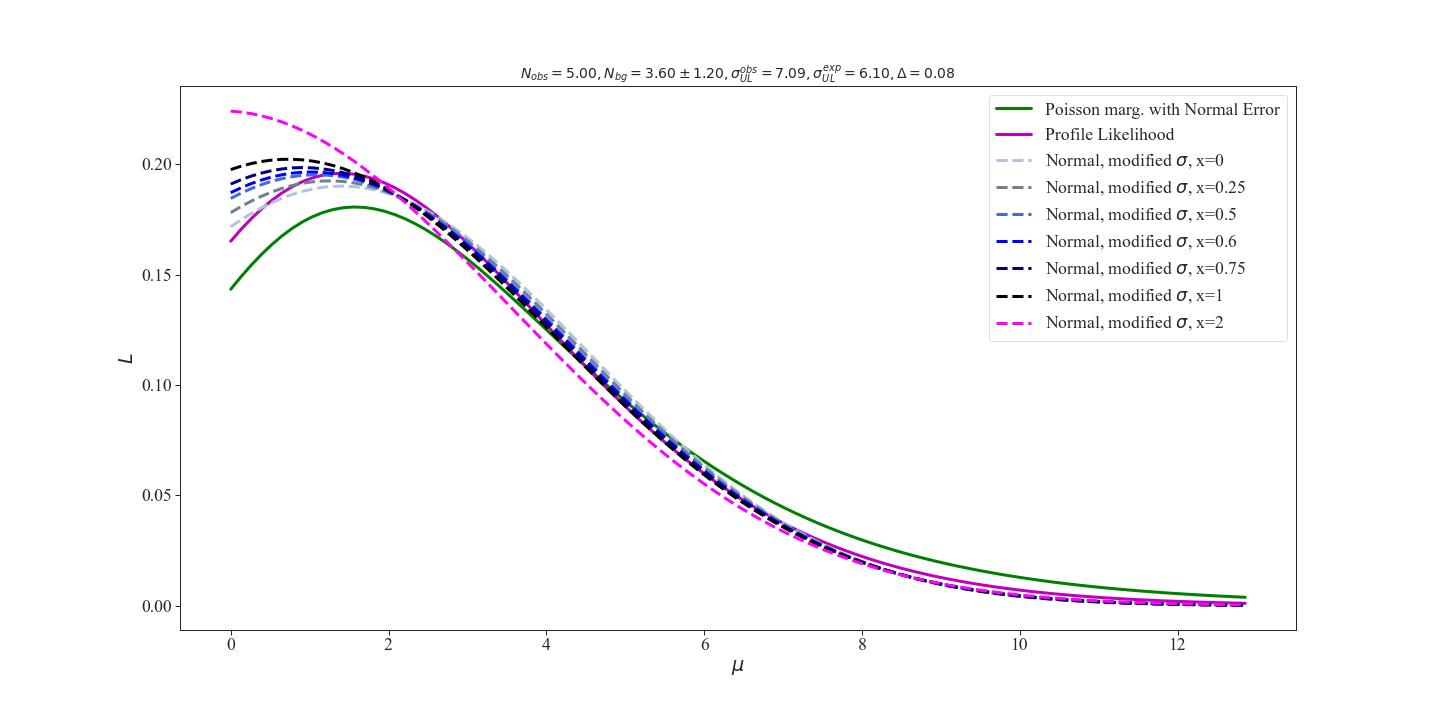 N_{obs} = 5.00, N_{bg} = 3.60 ± 1.20, σ_{UL}^{obs} = 7.09, σ_{UL}^{exp} = 6.10, Δ = 0.08
Poisson marg. with Normal Error
Profile Likelihood
Normal, modified σ, x=0
Normal, modified σ, x=0.25
Normal, modified σ, x=0.5
Normal, modified σ, x=0.6
Normal, modified σ, x=0.75
Normal, modified σ, x=1
Normal, modified σ, x=2
L
0.20
0.15
0.10
0.05
0.00
0 2 4 6 8 10 12
μ